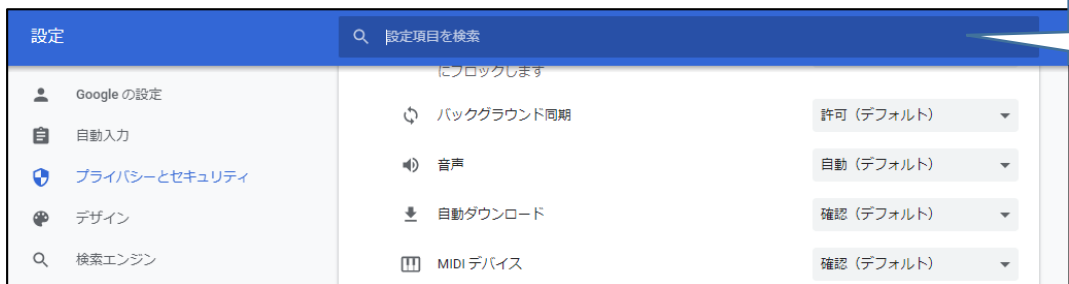 設定
設定項目を検索
Google の設定
自動入力
プライバシーとセキュリティ
デザイン
検索エンジン
にブロックします
バックグラウンド同期 許可（デフォルト）
音声 自動（デフォルト）
自動ダウンロード 確認（デフォルト）
MIDI デバイス 確認（デフォルト）